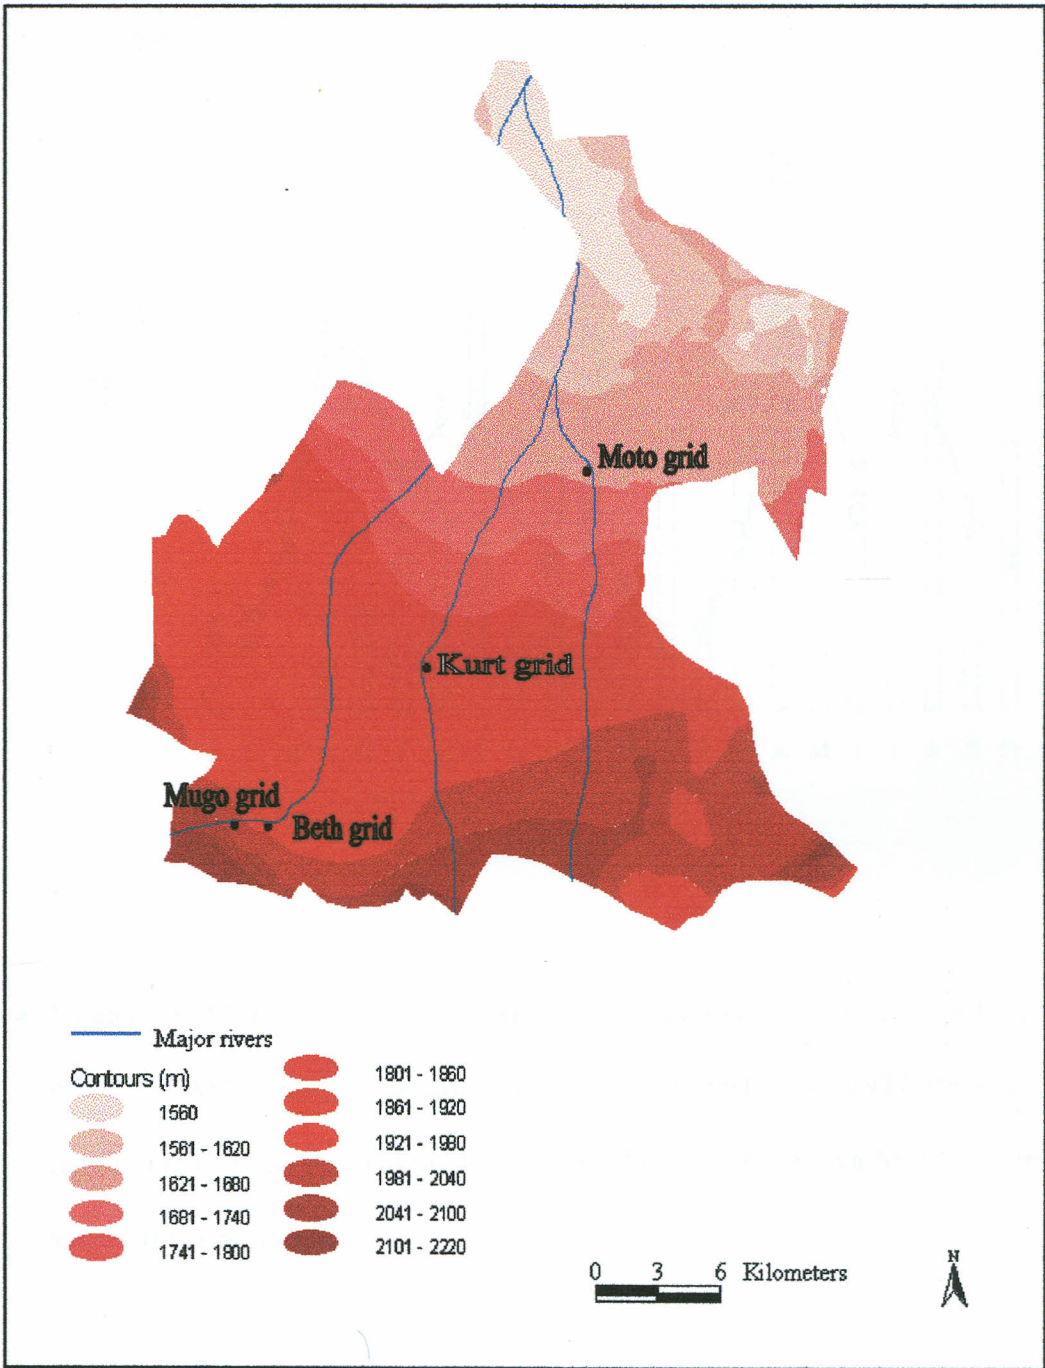 Moto grid
Kurt grid
Mugo grid
Beth grid
Major rivers
Contours (m)
1560
1561 - 1620
1621 - 1680
1681 - 1740
1741 - 1800
1801 - 1860
1861 - 1920
1921 - 1980
1981 - 2040
2041 - 2100
2101 - 2220
0 3 6 Kilometers
N